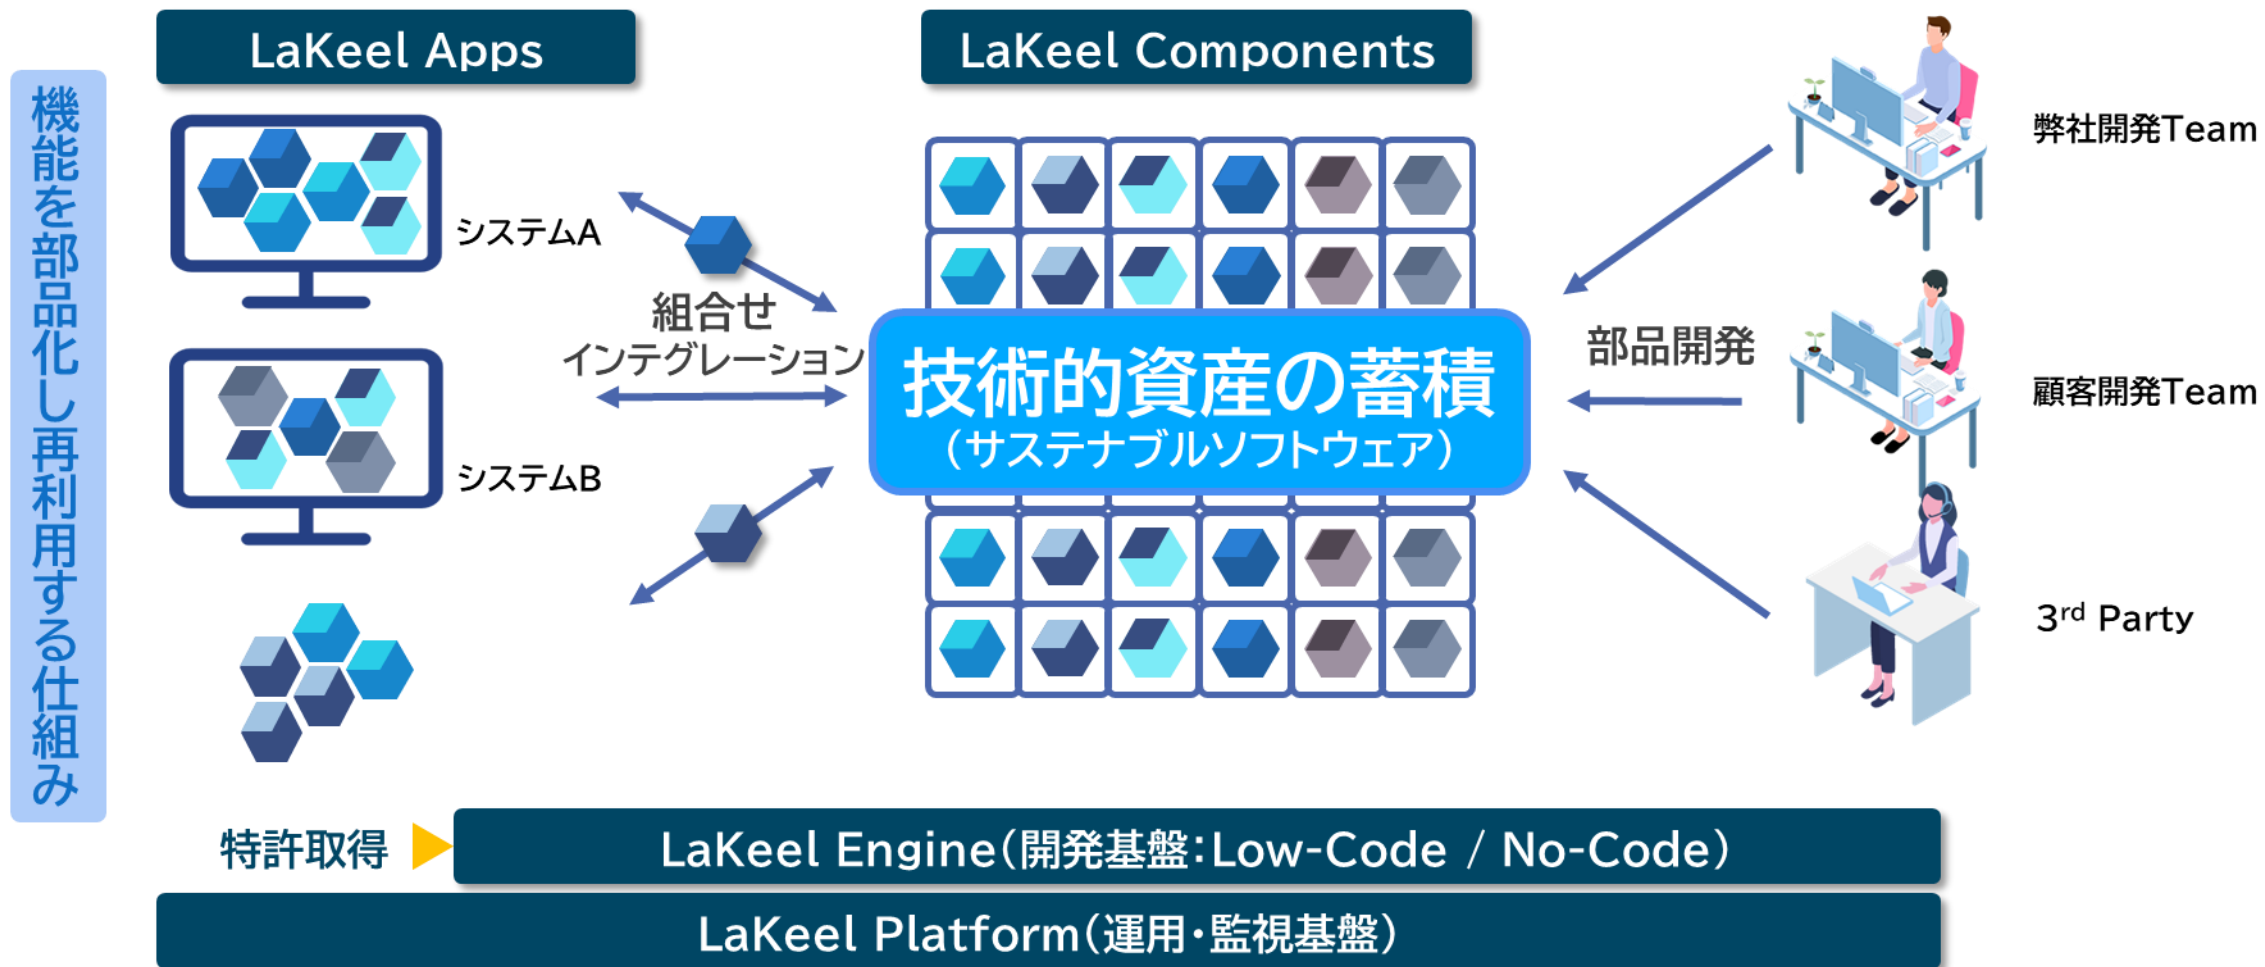 機能を部品化し再利用する仕組み
LaKeel Apps
LaKeel Components
システムA
システムB
組合せ
インテグレーション
技術的資産の蓄積
（サステナブルソフトウェア）
部品開発
弊社開発Team
顧客開発Team
3rd Party
特許取得
LaKeel Engine（開発基盤：Low-Code / No-Code）
LaKeel Platform（運用・監視基盤）